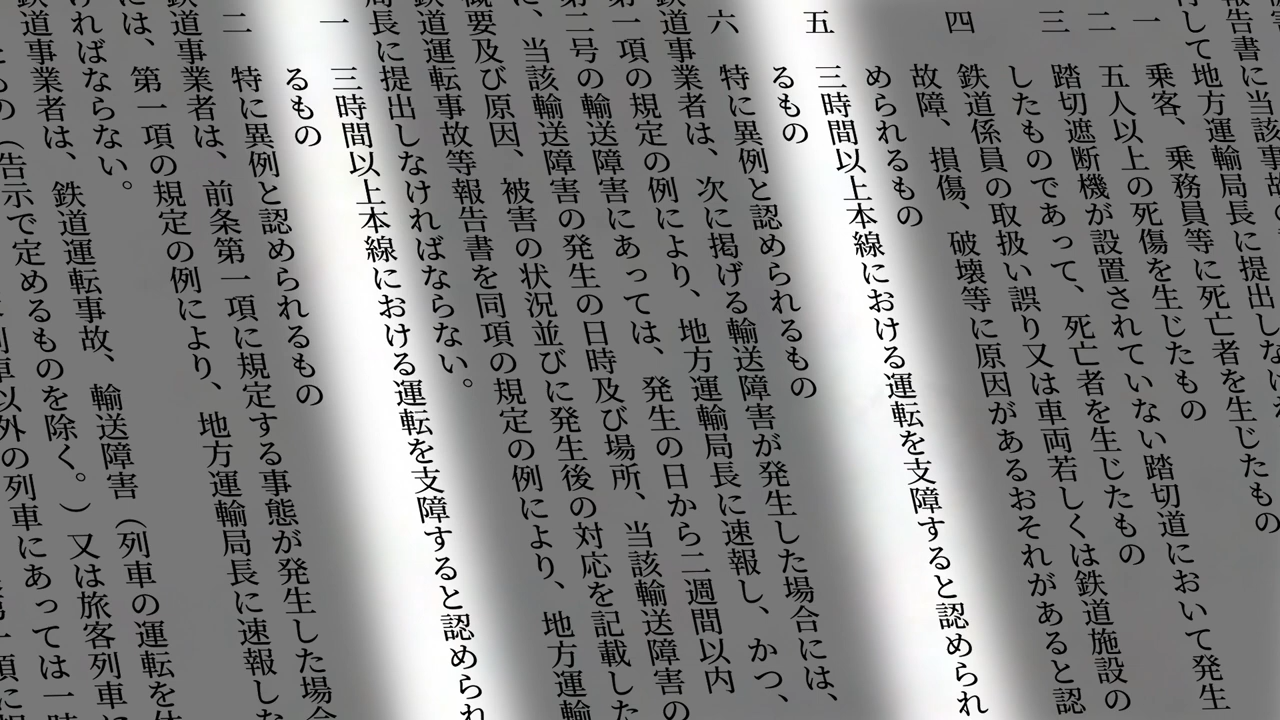 報告書に当該事故の
行して地方運輸局長に提出しなけれ
一 乗客、乗務員等に死亡者を生じたもの
二 五人以上の死傷を生じたもの
三 踏切遮断機が設置されていない踏切道において発生
したものであって、死亡者を生じたもの
四 鉄道係員の取扱い誤り又は車両若しくは鉄道施設の
故障、損傷、破壊等に原因があるおそれがあると認
められるもの
五 三時間以上本線における運転を支障すると認められ
るもの
六 特に異例と認められるもの
鉄道事業者は、次に掲げる輸送障害が発生した場合には、
第一項の規定の例により、地方運輸局長に速報し、かつ、
第二号の輸送障害にあっては、発生の日から二週間以内
に、当該輸送障害の発生の日時及び場所、当該輸送障害の
概要及び原因、被害の状況並びに発生後の対応を記載した
鉄道運転事故等報告書を同項の規定の例により、地方運輸
局長に提出しなければならない。
一 三時間以上本線における運転を支障すると認められ
るもの
二 特に異例と認められるもの
鉄道事業者は、前条第一項に規定する事態が発生した場合
には、第一項の規定の例により、地方運輸局長に速報しな
ければならない。
鉄道事業者は、鉄道運転事故、輸送障害（列車の運転を休
もの（告示で定めるものを除く。）又は旅客列車に
列車以外の列車にあっては一時